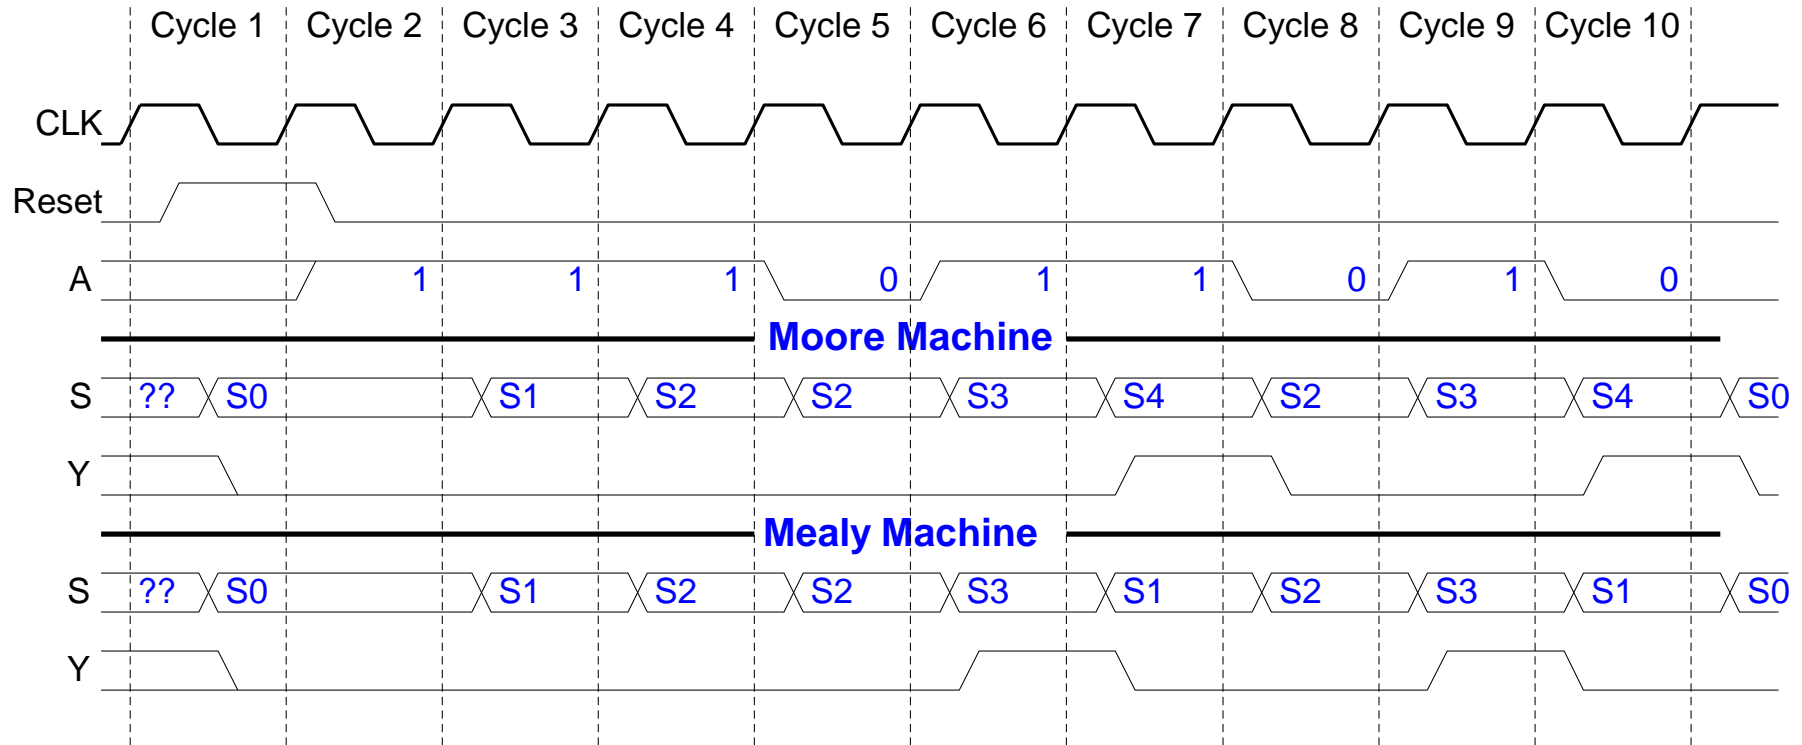 Cycle 1 Cycle 2 Cycle 3 Cycle 4 Cycle 5 Cycle 6 Cycle 7 Cycle 8 Cycle 9 Cycle 10
CLK
Reset
A 1 1 1 0 1 1 0 1 0
Moore Machine
S ?? S0 S1 S2 S2 S3 S4 S2 S3 S4 S0
Y
Mealy Machine
S ?? S0 S1 S2 S2 S3 S1 S2 S3 S1 S0
Y